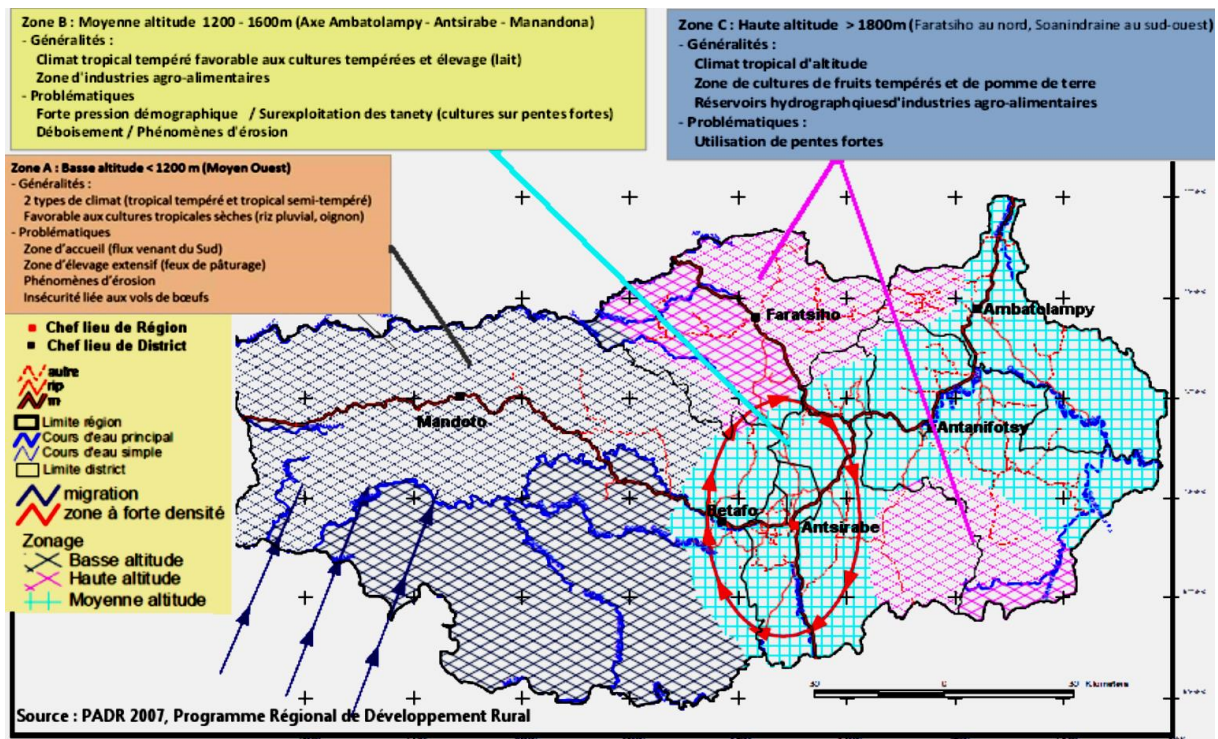 Zone B : Moyenne altitude 1200 - 1600m (Axe Ambatolampy - Antsirabe - Manandona)
- Généralités :
Climat tropical tempéré favorable aux cultures tempérées et élevage (lait)
Zone d'industries agro-alimentaires
- Problématiques
Forte pression démographique / Surexploitation des tanety (cultures sur pentes fortes)
Déboisement / Phénomènes d'érosion
Zone C : Haute altitude > 1800m (Faratsiho au nord, Soanindraine au sud-ouest)
- Généralités :
Climat tropical d'altitude
Zone de cultures de fruits tempérés et de pomme de terre
Réservoirs hydrographqiuesd'industries agro-alimentaires
- Problématiques :
Utilisation de pentes fortes
Zone A : Basse altitude < 1200 m (Moyen Ouest)
- Généralités :
2 types de climat (tropical tempéré et tropical semi-tempéré)
Favorable aux cultures tropicales sèches (riz pluvial, oignon)
- Problématiques
Zone d'accueil (flux venant du Sud)
Zone d'élevage extensif (feux de pâturage)
Phénomènes d'érosion
Insécurité liée aux vols de bœufs
Chef lieu de Région
Chef lieu de District
autre
rip
rn
Limite région
Cours d'eau principal
Cours d'eau simple
Limite district
migration
zone à forte densité
Zonage
Basse altitude
Haute altitude
Moyenne altitude
Faratsiho
Ambatolampy
Mandoto
Antanifotsy
Betafo
Antsirabe
30 0 30 Kilometers
Source : PADR 2007, Programme Régional de Développement Rural